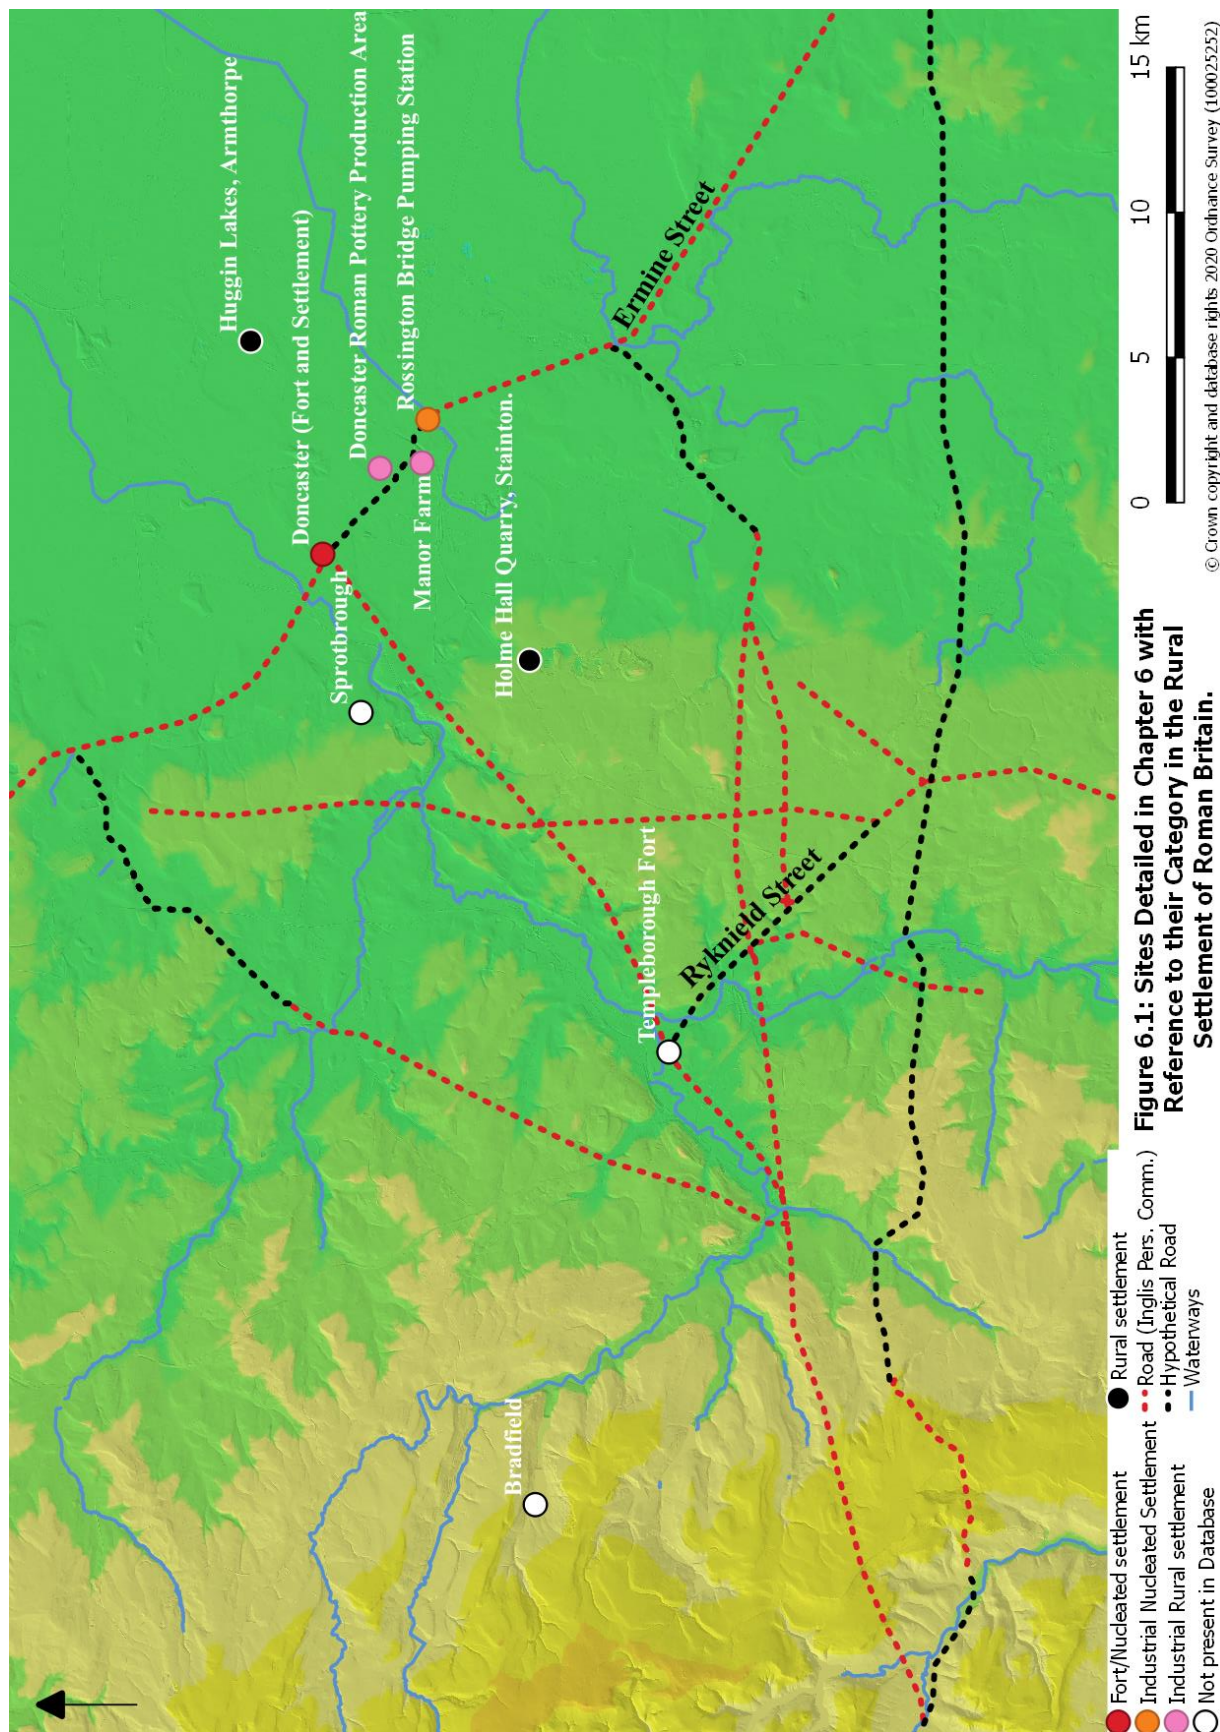 Huggin Lakes, Armthorpe
Doncaster (Fort and Settlement)
Doncaster Roman Pottery Production Area
Rossington Bridge Pumping Station
Sprotbrough
Manor Farm
Holme Hall Quarry, Stainton.
Bradfield
Templeborough Fort
Ermine Street
Ryknield Street
Fort/Nucleated settlement
Industrial Nucleated Settlement
Industrial Rural settlement
Not present in Database
Rural settlement
Road (Inglis Pers. Comm.)
Hypothetical Road
Waterways
Figure 6.1: Sites Detailed in Chapter 6 with
Reference to their Category in the Rural
Settlement of Roman Britain.
0 5 10 15 km
© Crown copyright and database rights 2020 Ordnance Survey (100025252)